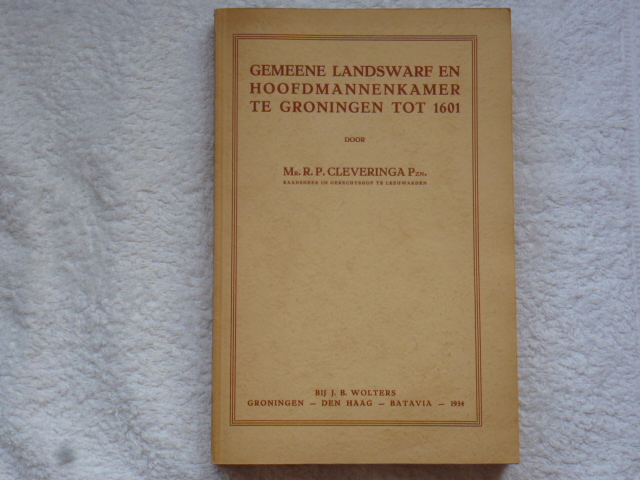 GEMEENE LANDSWARF EN
HOOFDMANNENKAMER
TE GRONINGEN TOT 1601
DOOR
MR. R. P. CLEVERINGA PZN.
RAADSHEER IN GERECHTSHOF TE LEEUWARDEN
BIJ J. B. WOLTERS
GRONINGEN — DEN HAAG — BATAVIA — 1934